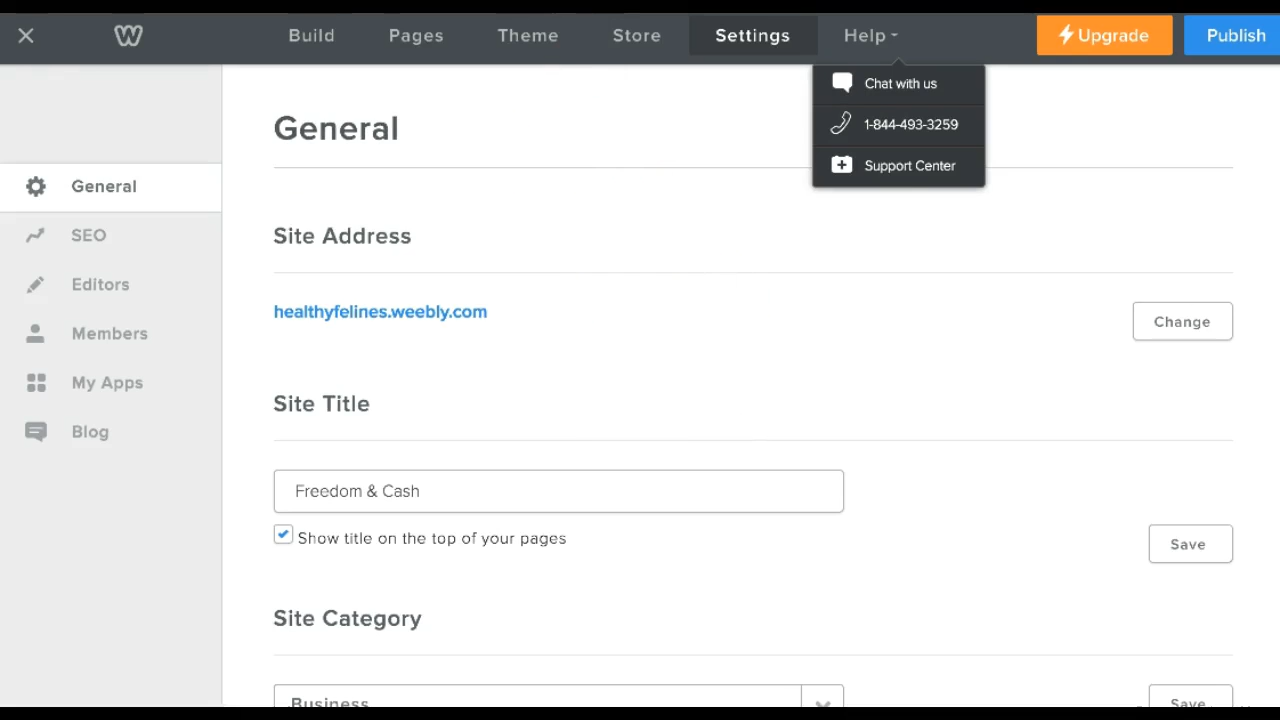 Build Pages Theme Store Settings Help Upgrade Publish
Chat with us
1-844-493-3259
Support Center
General
General
SEO
Editors
Members
My Apps
Blog
Site Address
healthyfelines.weebly.com
Change
Site Title
Freedom & Cash
Show title on the top of your pages
Save
Site Category
Business
Save